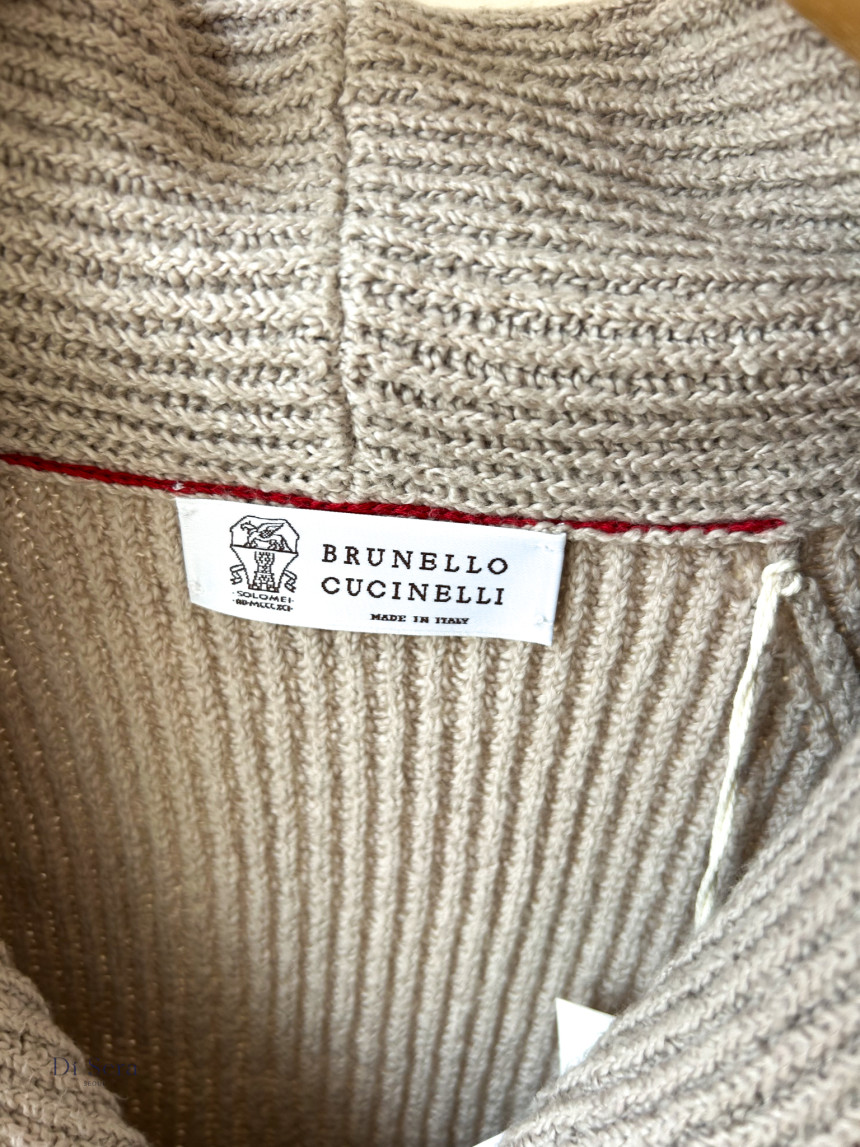 BRUNELLO
CUCINELLI
MADE IN ITALY
·SOLOMEI·